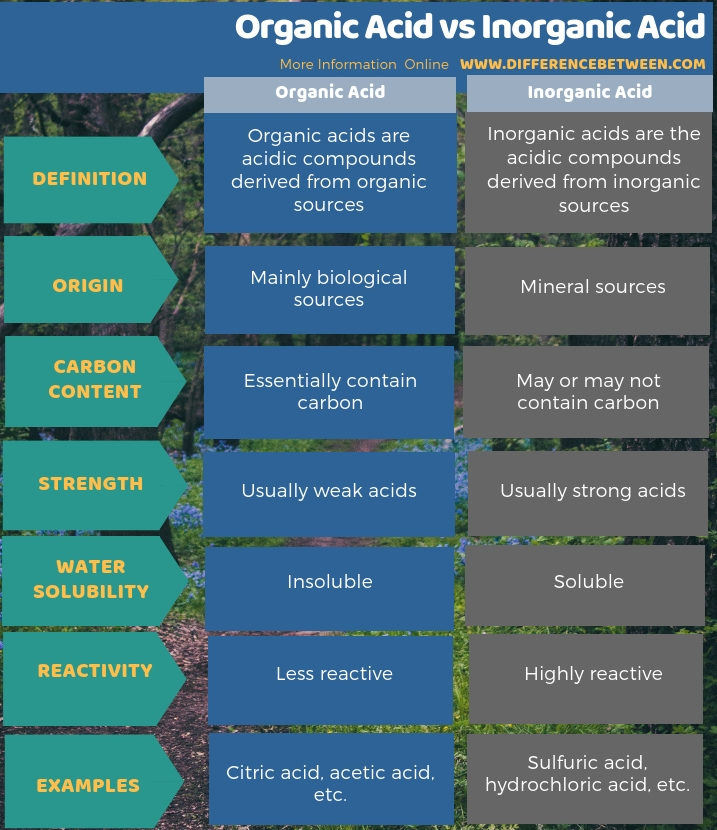 Organic Acid vs Inorganic Acid
More Information Online WWW.DIFFERENCEBETWEEN.COM
Organic Acid
Inorganic Acid
DEFINITION
Organic acids are
acidic compounds
derived from organic
sources
Inorganic acids are the
acidic compounds
derived from inorganic
sources
ORIGIN
Mainly biological
sources
Mineral sources
CARBON
CONTENT
Essentially contain
carbon
May or may not
contain carbon
STRENGTH
Usually weak acids
Usually strong acids
WATER
SOLUBILITY
Insoluble
Soluble
REACTIVITY
Less reactive
Highly reactive
EXAMPLES
Citric acid, acetic acid,
etc.
Sulfuric acid,
hydrochloric acid, etc.